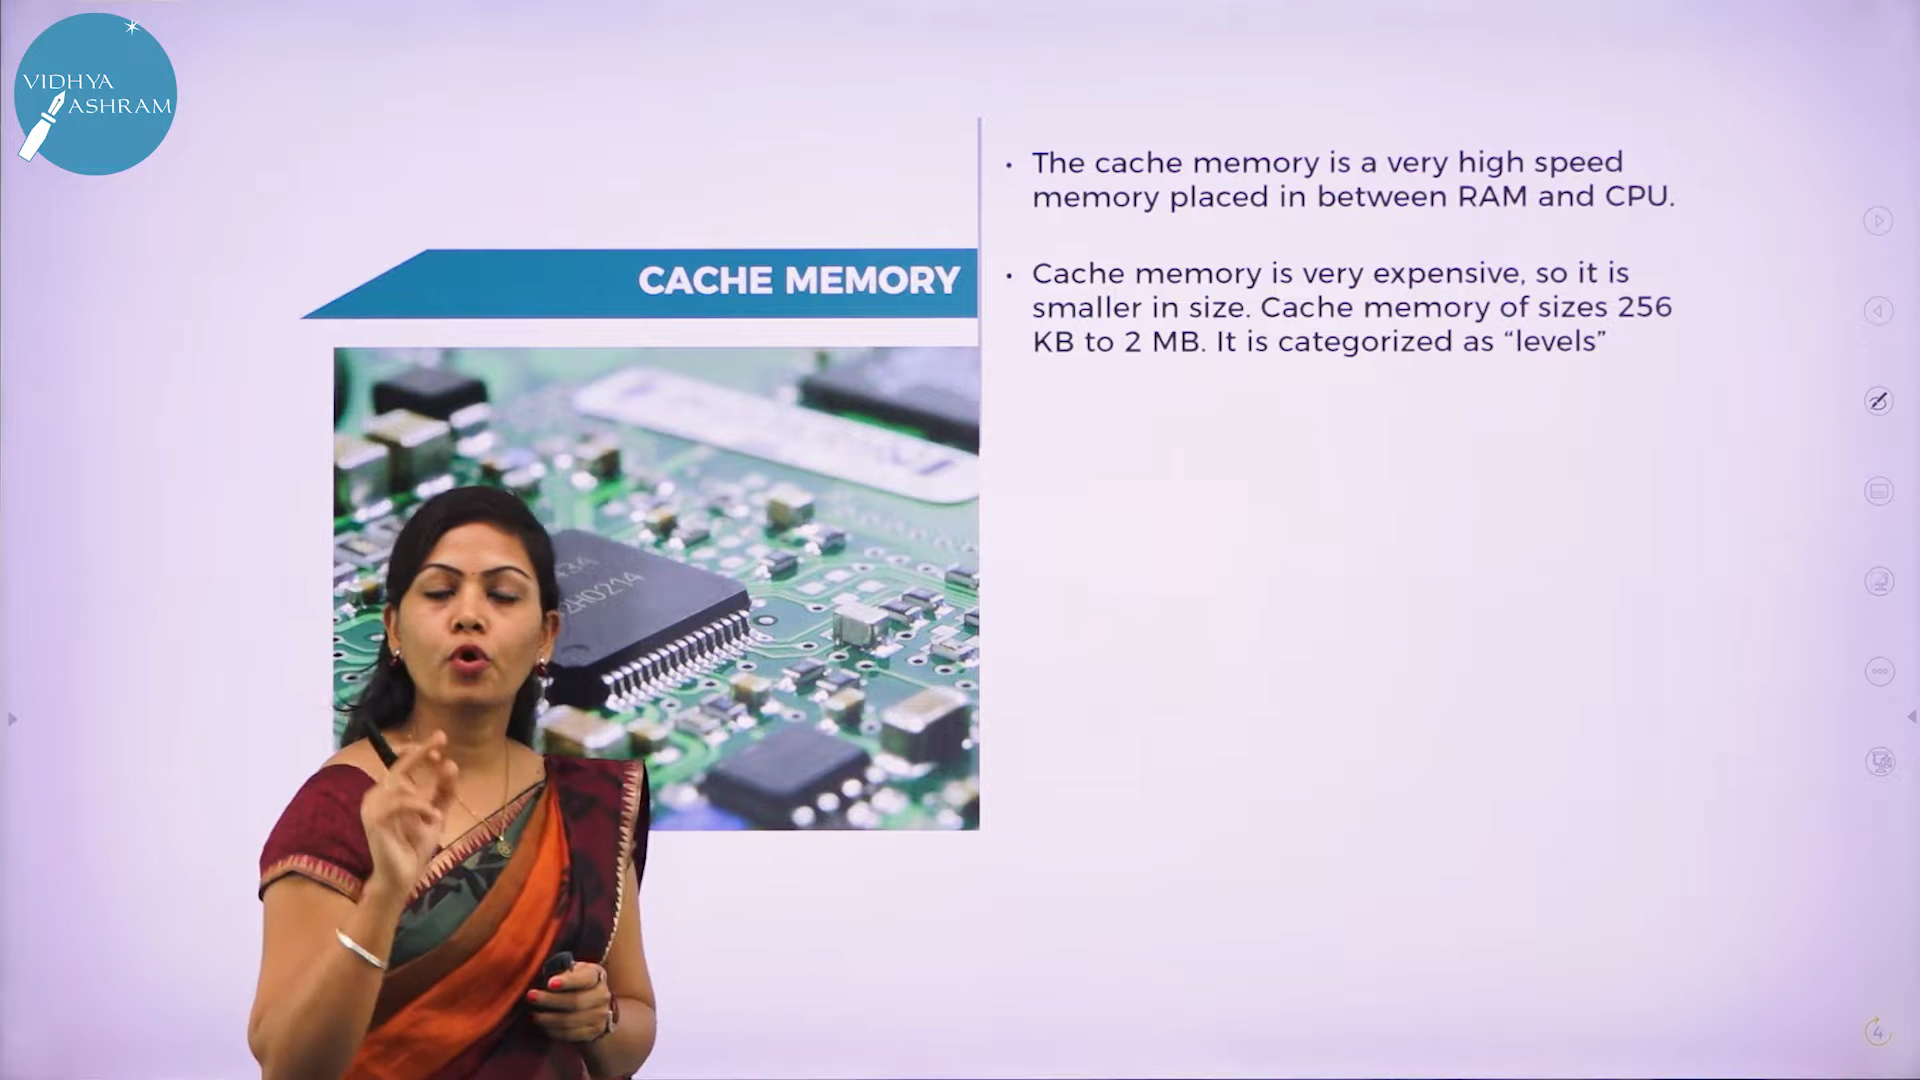 VIDHYA
ASHRAM
CACHE MEMORY
• The cache memory is a very high speed
memory placed in between RAM and CPU.
• Cache memory is very expensive, so it is
smaller in size. Cache memory of sizes 256
KB to 2 MB. It is categorized as “levels”
4